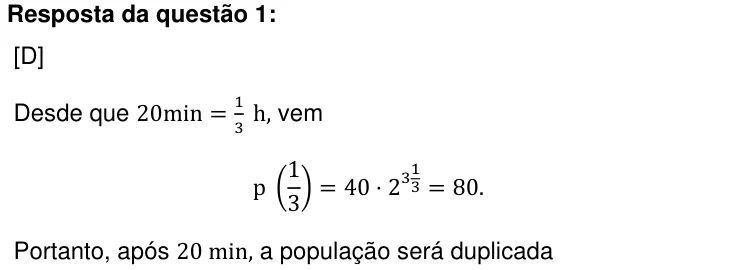 Resposta da questão 1:
[D]
Desde que 20min = 1/3 h, vem
p (1/3) = 40 · 2^(3 1/3) = 80.
Portanto, após 20 min, a população será duplicada